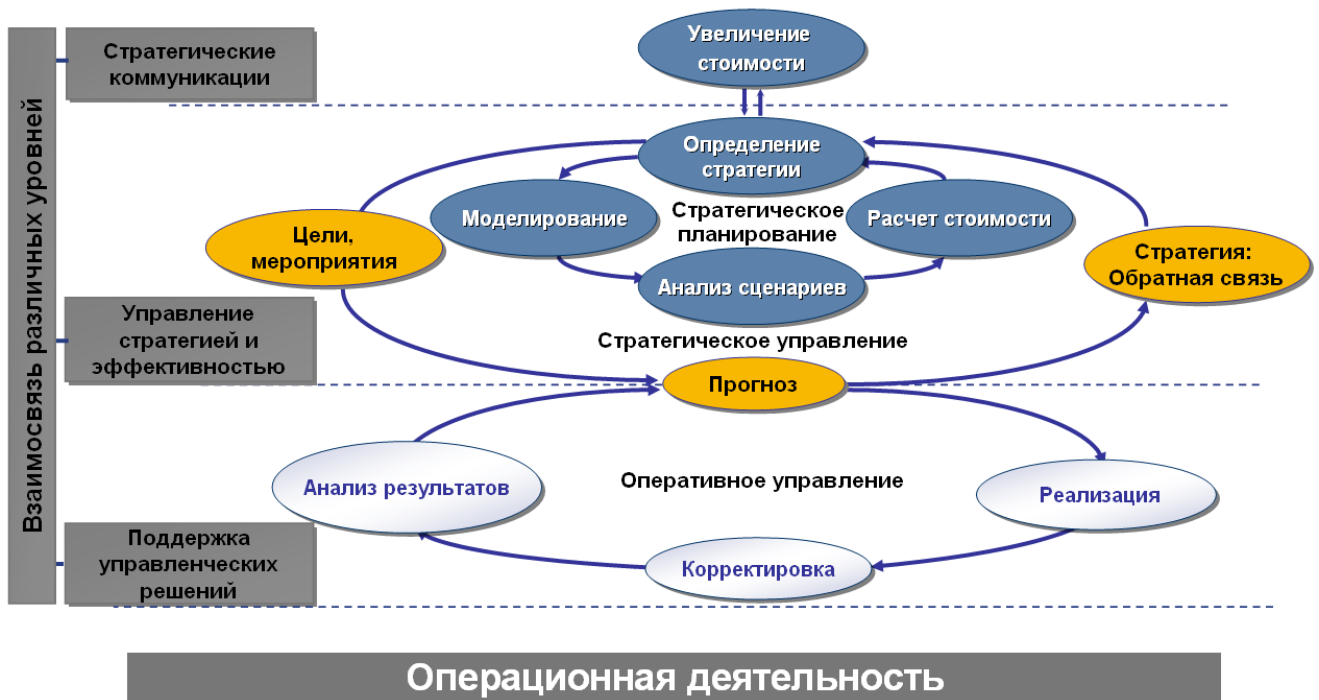 Взаимосвязь различных уровней
Стратегические
коммуникации
Увеличение
стоимости
Определение
стратегии
Моделирование
Стратегическое
планирование
Расчет стоимости
Цели,
мероприятия
Анализ сценариев
Стратегия:
Обратная связь
Управление
стратегией и
эффективностью
Стратегическое управление
Прогноз
Анализ результатов
Оперативное управление
Реализация
Поддержка
управленческих
решений
Корректировка
Операционная деятельность